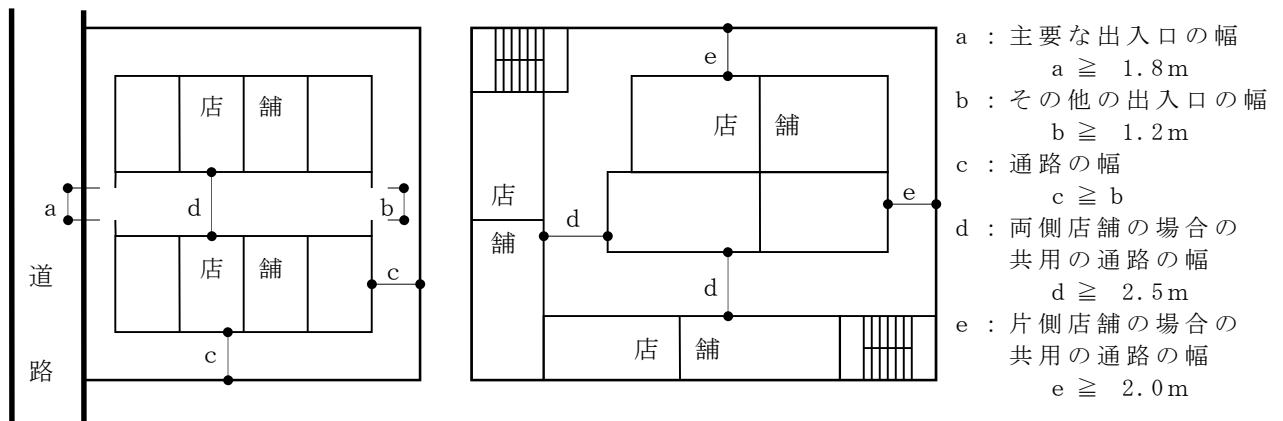 道
路
a
店 舗
d
b
店 舗
c
c
e
店 舗
e
店
舗
d
d
店 舗
a : 主要な出入口の幅
a ≧ 1.8m
b : その他の出入口の幅
b ≧ 1.2m
c : 通路の幅
c ≧ b
d : 両側店舗の場合の
共用の通路の幅
d ≧ 2.5m
e : 片側店舗の場合の
共用の通路の幅
e ≧ 2.0m